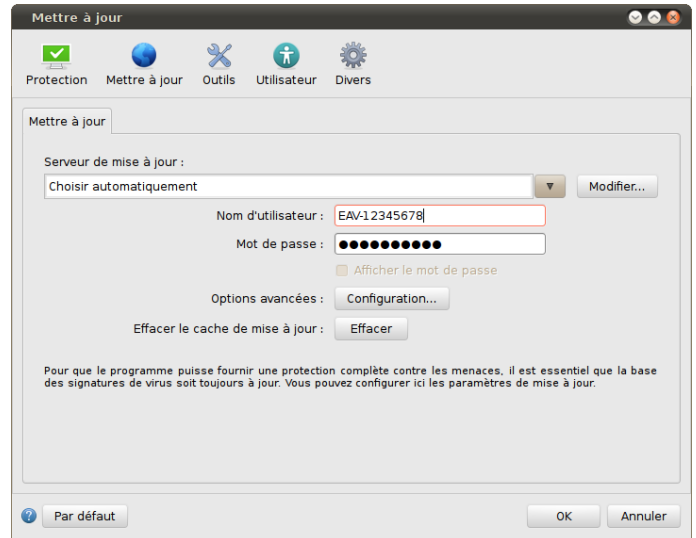 Mettre à jour
Protection Mettre à jour Outils Utilisateur Divers
Mettre à jour
Serveur de mise à jour :
Choisir automatiquement Modifier...
Nom d'utilisateur : EAV-12345678
Mot de passe : ●●●●●●●●●●
Afficher le mot de passe
Options avancées : Configuration...
Effacer le cache de mise à jour : Effacer
Pour que le programme puisse fournir une protection complète contre les menaces, il est essentiel que la base
des signatures de virus soit toujours à jour. Vous pouvez configurer ici les paramètres de mise à jour.
? Par défaut OK Annuler